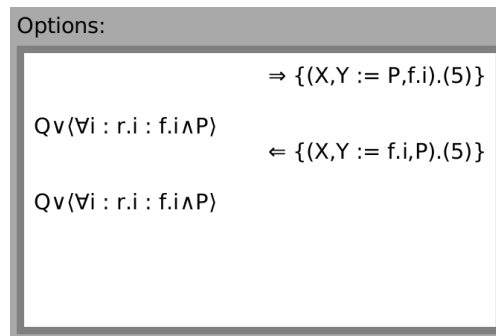 Options:
⇒ {(X,Y := P,f.i).(5)}
Q∨⟨∀i : r.i : f.i∧P⟩
⇐ {(X,Y := f.i,P).(5)}
Q∨⟨∀i : r.i : f.i∧P⟩